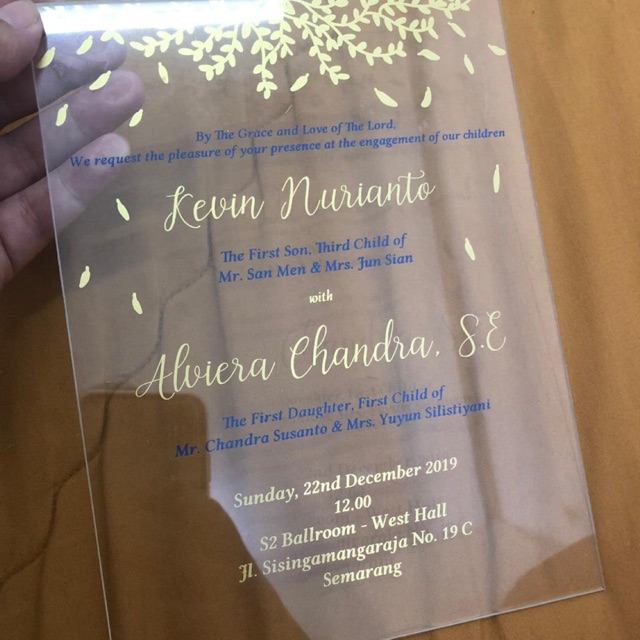 By The Grace and Love of The Lord,
We request the pleasure of your presence at the engagement of our children
Kevin Nurianto
The First Son, Third Child of
Mr. San Men & Mrs. Jun Sian
with
Alviera Chandra, S.E
The First Daughter, First Child of
Mr. Chandra Susanto & Mrs. Yuyun Silistiyani
Sunday, 22nd December 2019
12.00
S2 Ballroom - West Hall
Jl. Sisingamangaraja No. 19 C
Semarang